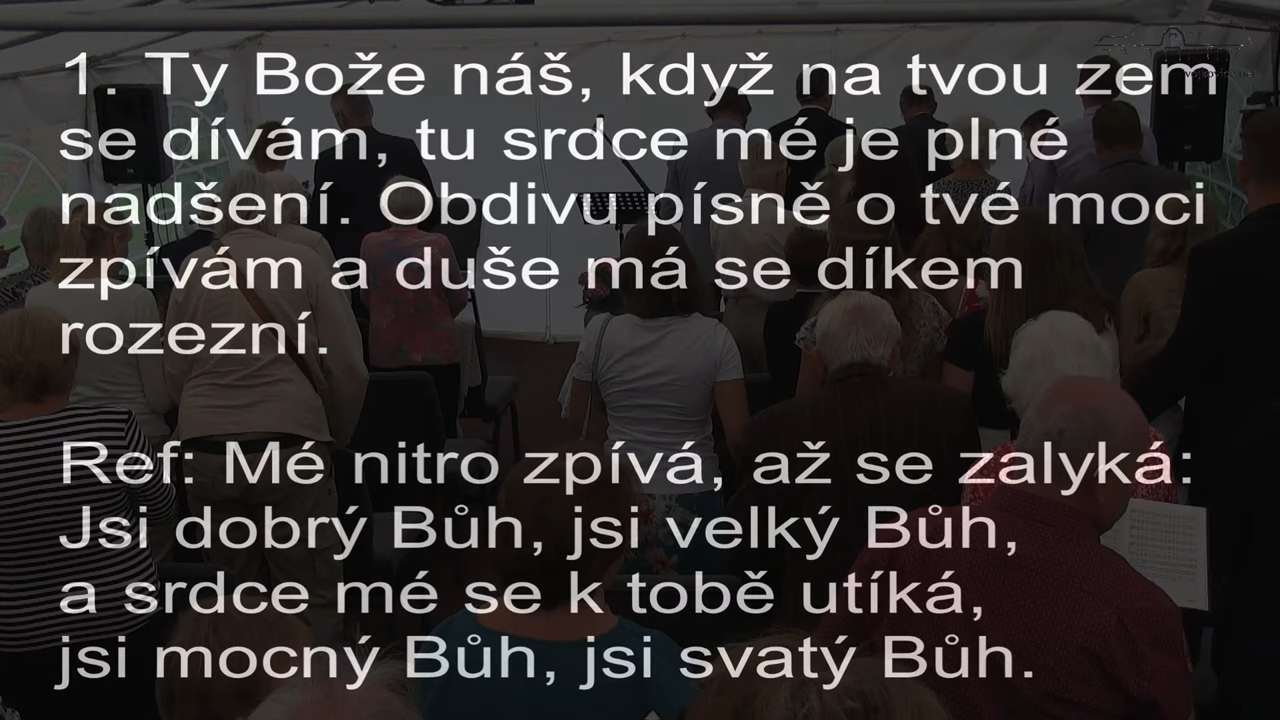 1. Ty Bože náš, když na tvou zem
se dívám, tu srdce mé je plné
nadšení. Obdivu písně o tvé moci
zpívám a duše má se díkem
rozezní.
Ref: Mé nitro zpívá, až se zalyká:
Jsi dobrý Bůh, jsi velký Bůh,
a srdce mé se k tobě utíká,
jsi mocný Bůh, jsi svatý Bůh.